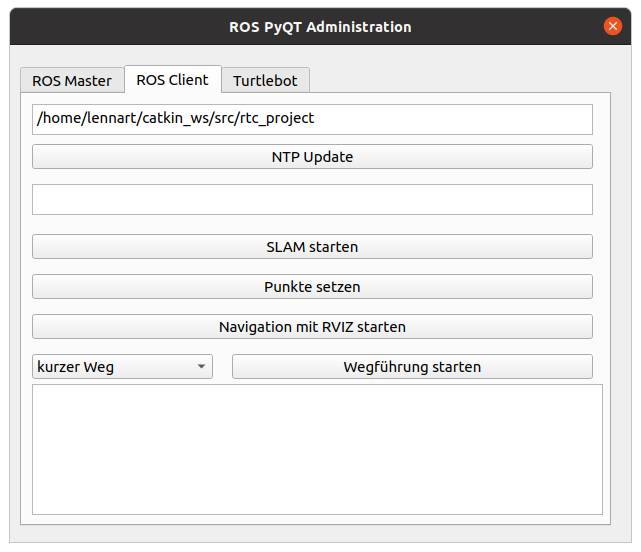 ROS PyQT Administration
ROS Master ROS Client Turtlebot
/home/lennart/catkin_ws/src/rtc_project
NTP Update
SLAM starten
Punkte setzen
Navigation mit RVIZ starten
kurzer Weg Wegführung starten